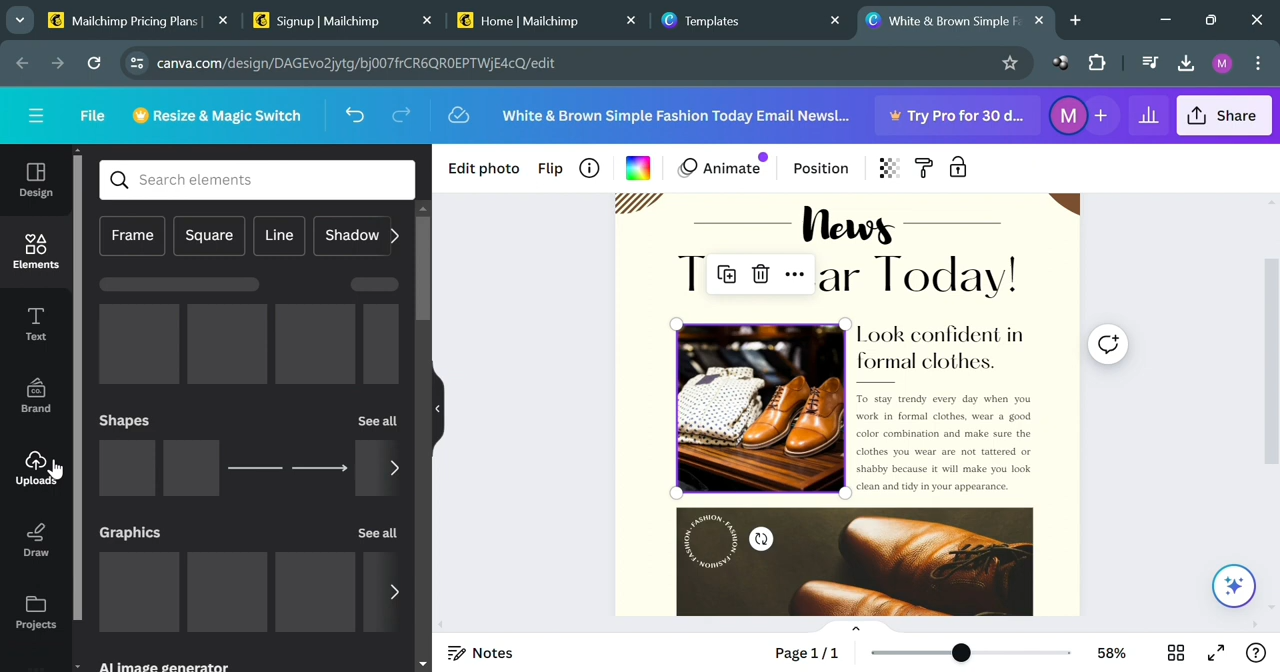 Mailchimp Pricing Plans
Signup | Mailchimp
Home | Mailchimp
Templates
White & Brown Simple Fa
canva.com/design/DAGEvo2jytg/bj007frCR6QR0EPTWjE4cQ/edit
M
File
Resize & Magic Switch
White & Brown Simple Fashion Today Email Newsl...
Try Pro for 30 d...
M
Share
Design
Elements
Text
Brand
Uploads
Draw
Projects
Search elements
Frame
Square
Line
Shadow
Shapes
See all
Graphics
See all
AI image generator
Edit photo
Flip
Animate
Position
News
ar Today!
Look confident in
formal clothes.
To stay trendy every day when you
work in formal clothes, wear a good
color combination and make sure the
clothes you wear are not tattered or
shabby because it will make you look
clean and tidy in your appearance.
FASHION · FASHION · FASHION ·
Notes
Page 1 / 1
58%